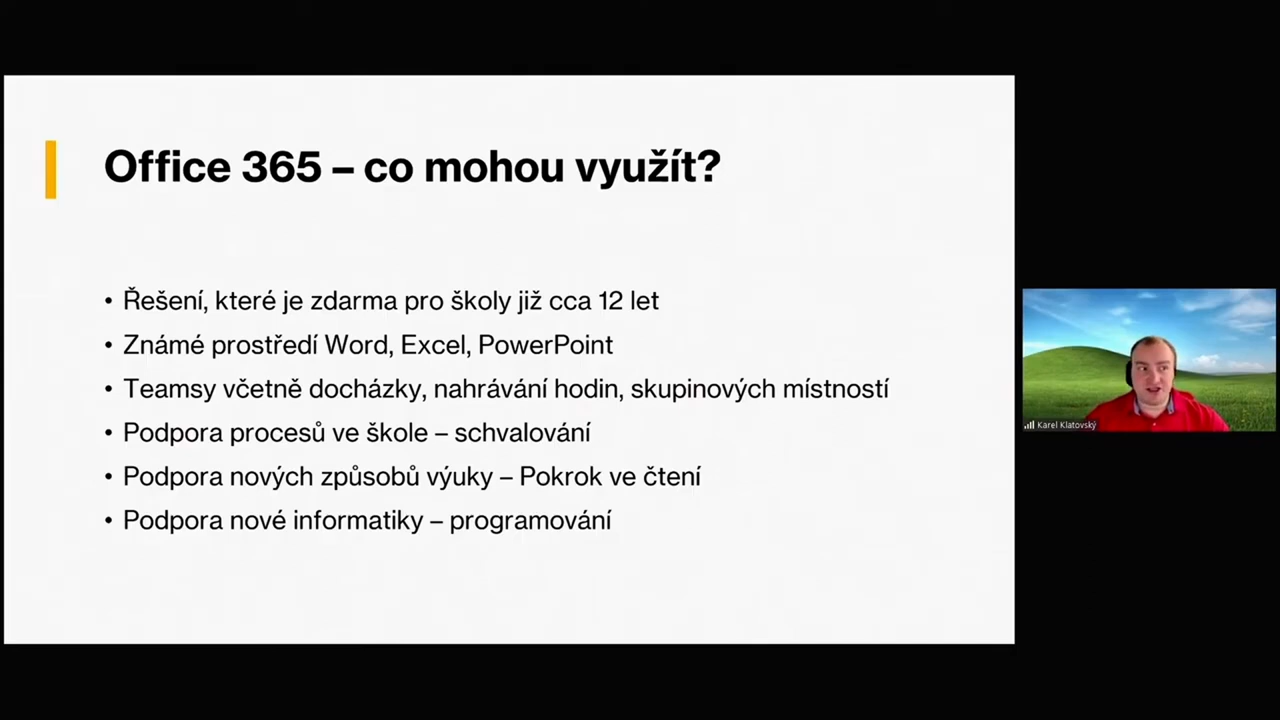 Office 365 – co mohou využít?
• Řešení, které je zdarma pro školy již cca 12 let
• Známé prostředí Word, Excel, PowerPoint
• Teamsy včetně docházky, nahrávání hodin, skupinových místností
• Podpora procesů ve škole – schvalování
• Podpora nových způsobů výuky – Pokrok ve čtení
• Podpora nové informatiky – programování
Karel Klatovský